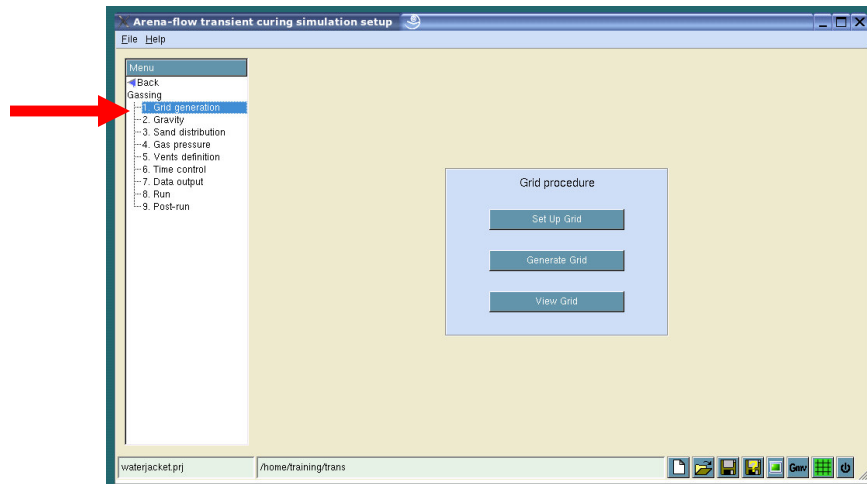 Arena-flow transient curing simulation setup
File Help
Menu
Back
Gassing
1. Grid generation
2. Gravity
3. Sand distribution
4. Gas pressure
5. Vents definition
6. Time control
7. Data output
8. Run
9. Post-run
Grid procedure
Set Up Grid
Generate Grid
View Grid
waterjacket.prj /home/training/trans
Gmv